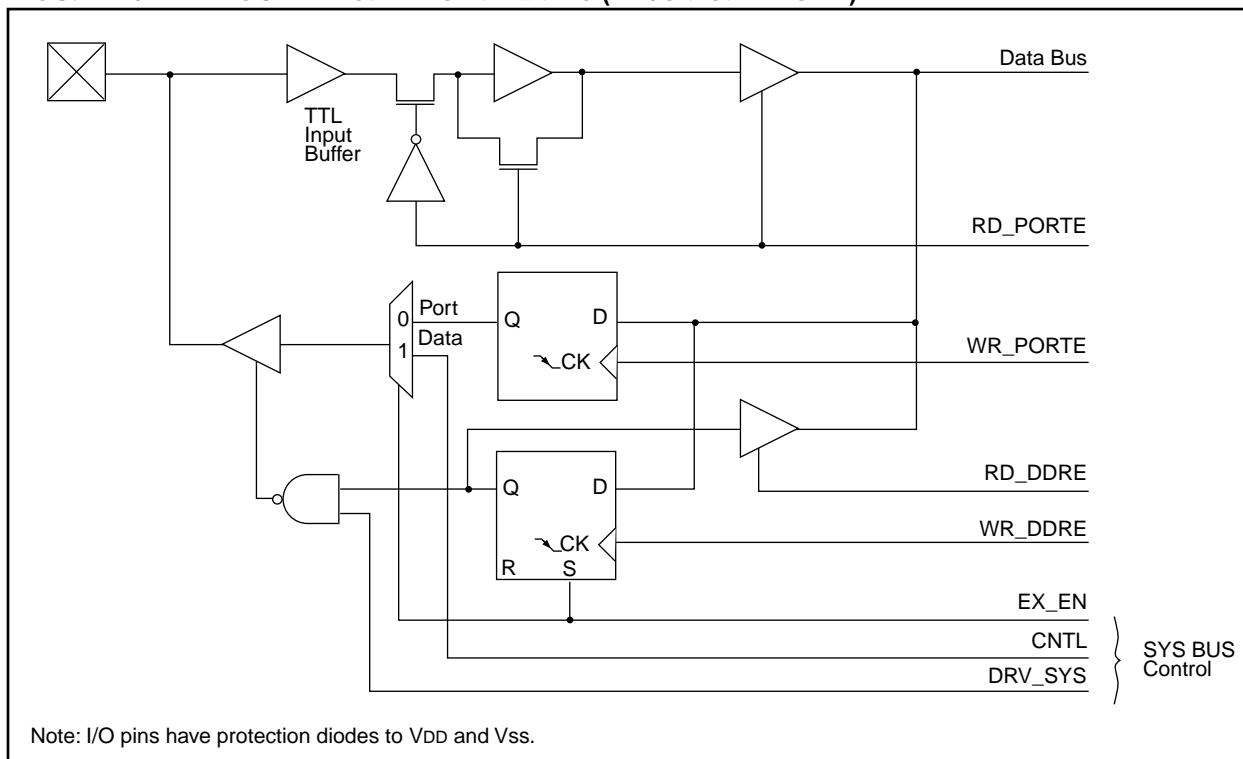 Data Bus
TTL
Input
Buffer
RD_PORTE
Port
0
Q
D
Data
1
CK
WR_PORTE
Q
D
RD_DDRE
CK
WR_DDRE
R
S
EX_EN
CNTL
SYS BUS
Control
DRV_SYS
Note: I/O pins have protection diodes to VDD and Vss.